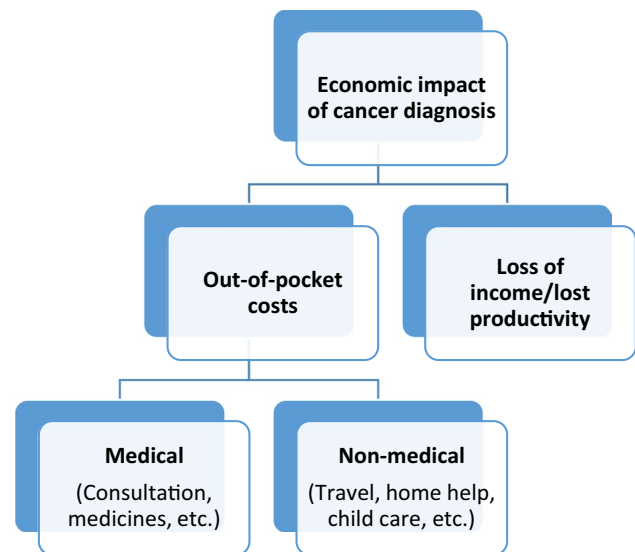 Economic impact
of cancer diagnosis
Out-of-pocket
costs
Loss of
income/lost
productivity
Medical
(Consultation,
medicines, etc.)
Non-medical
(Travel, home help,
child care, etc.)